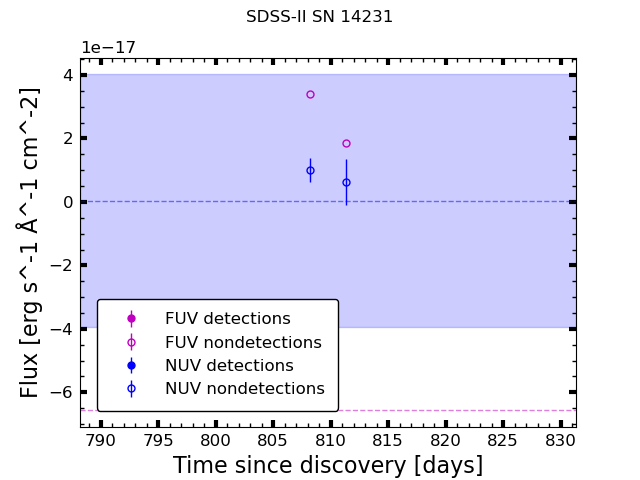 SDSS-II SN 14231
1e−17
4
2
0
−2
−4
−6
Flux [erg s^-1 Å^-1 cm^-2]
FUV detections
FUV nondetections
NUV detections
NUV nondetections
790 795 800 805 810 815 820 825 830
Time since discovery [days]